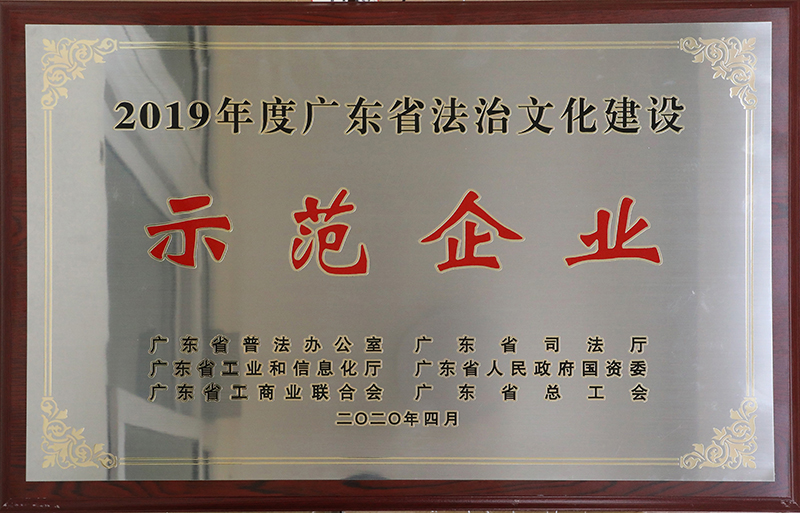 2019年度广东省法治文化建设
示范企业
广东省普法办公室 广东省司法厅
广东省工业和信息化厅 广东省人民政府国资委
广东省工商业联合会 广东省总工会
二〇二〇年四月